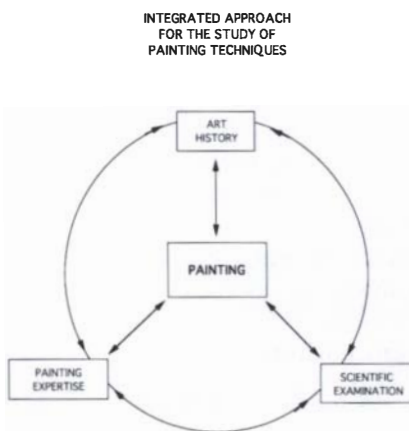 INTEGRATED APPROACH
FOR THE STUDY OF
PAINTING TECHNIQUES
ART
HISTORY
PAINTING
PAINTING
EXPERTISE
SCIENTIFIC
EXAMINATION